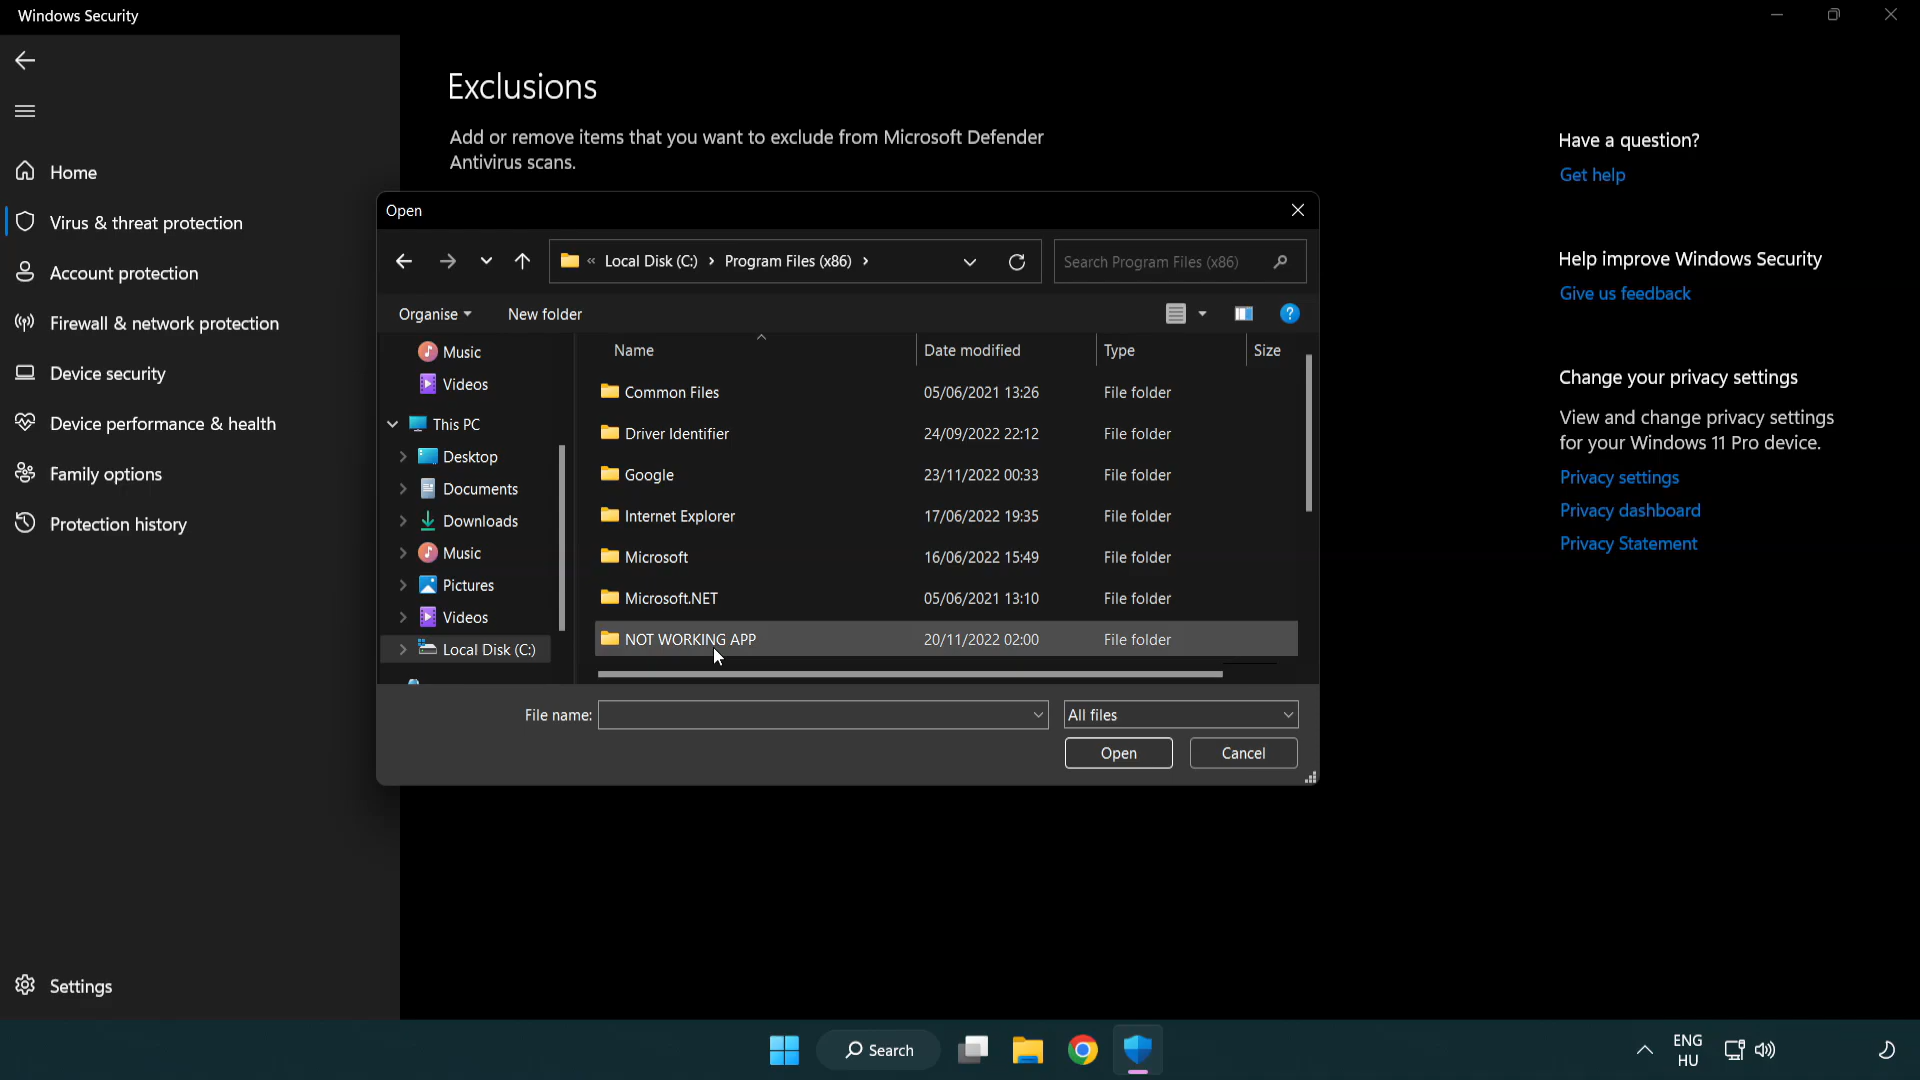 Windows Security
Home
Virus & threat protection
Account protection
Firewall & network protection
Device security
Device performance & health
Family options
Protection history
Settings
Exclusions
Add or remove items that you want to exclude from Microsoft Defender
Antivirus scans.
Have a question?
Get help
Help improve Windows Security
Give us feedback
Change your privacy settings
View and change privacy settings
for your Windows 11 Pro device.
Privacy settings
Privacy dashboard
Privacy Statement
Open
« Local Disk (C:) › Program Files (x86) ›
Search Program Files (x86)
Organise
New folder
?
Music
Videos
This PC
Desktop
Documents
Downloads
Music
Pictures
Videos
Local Disk (C:)
Name Date modified Type Size
Common Files 05/06/2021 13:26 File folder
Driver Identifier 24/09/2022 22:12 File folder
Google 23/11/2022 00:33 File folder
Internet Explorer 17/06/2022 19:35 File folder
Microsoft 16/06/2022 15:49 File folder
Microsoft.NET 05/06/2021 13:10 File folder
NOT WORKING APP 20/11/2022 02:00 File folder
File name:
All files
Open
Cancel
Search
ENG
HU